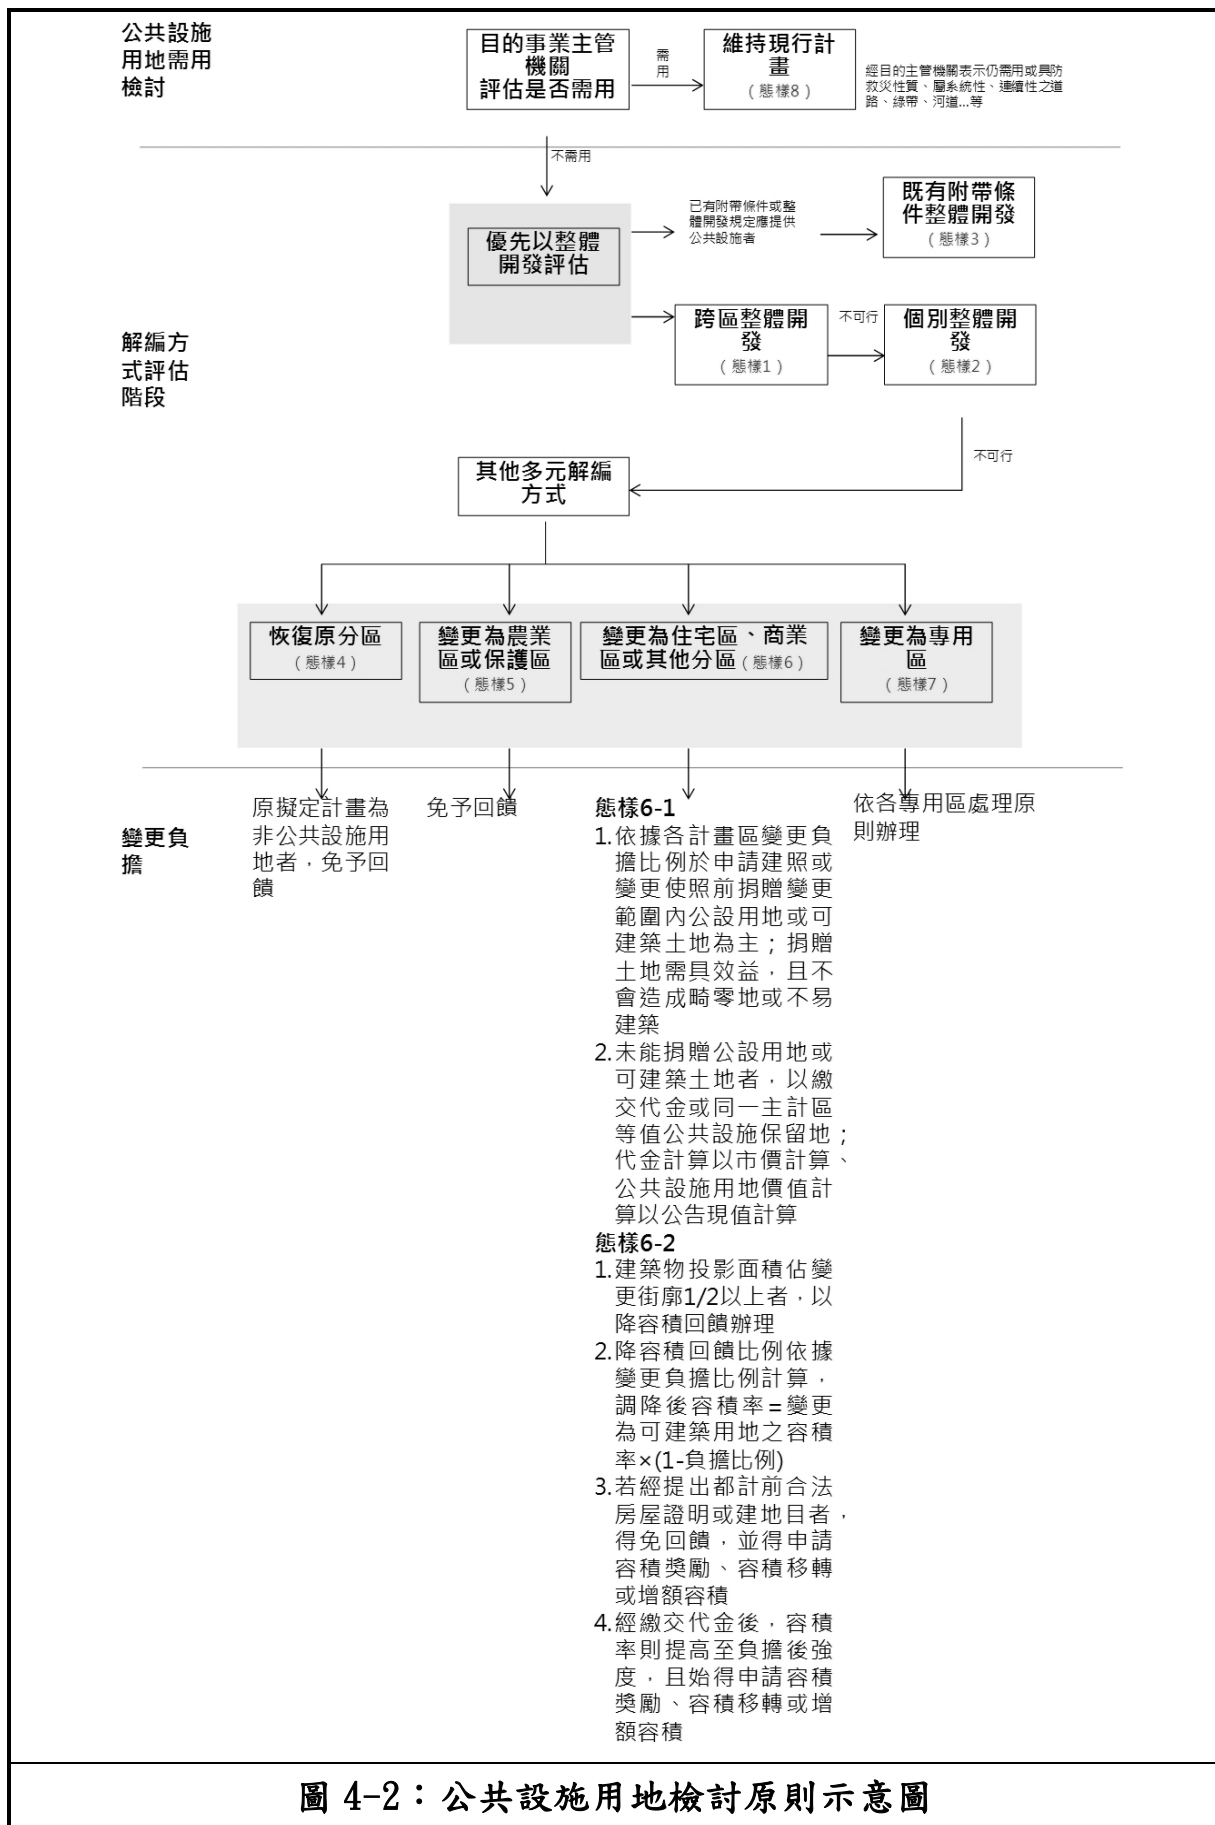 公共設施
用地需用
檢討
目的事業主管
機關
評估是否需用
需
用
維持現行計
畫
（態樣8）
經目的主管機關表示仍需用或具防
救災性質、屬系統性、連續性之道
路、綠帶、河道...等
不需用
解編方
式評估
階段
優先以整體
開發評估
已有附帶條件或整
體開發規定應提供
公共設施者
既有附帶條
件整體開發
（態樣3）
跨區整體開
發
（態樣1）
不可行
個別整體開
發
（態樣2）
不可行
其他多元解編
方式
恢復原分區
（態樣4）
變更為農業
區或保護區
（態樣5）
變更為住宅區、商業
區或其他分區（態樣6）
變更為專用
區
（態樣7）
變更負
擔
原擬定計畫為
非公共設施用
地者，免予回
饋
免予回饋
態樣6-1
1.依據各計畫區變更負
擔比例於申請建照或
變更使照前捐贈變更
範圍內公設用地或可
建築土地為主；捐贈
土地需具效益，且不
會造成畸零地或不易
建築
2.未能捐贈公設用地或
可建築土地者，以繳
交代金或同一主計區
等值公共設施保留地；
代金計算以市價計算、
公共設施用地價值計
算以公告現值計算
態樣6-2
1.建築物投影面積佔變
更街廓1/2以上者，以
降容積回饋辦理
2.降容積回饋比例依據
變更負擔比例計算，
調降後容積率=變更
為可建築用地之容積
率×(1-負擔比例)
3.若經提出都計前合法
房屋證明或建地目者，
得免回饋，並得申請
容積獎勵、容積移轉
或增額容積
4.經繳交代金後，容積
率則提高至負擔後強
度，且始得申請容積
獎勵、容積移轉或增
額容積
依各專用區處理原
則辦理
圖 4-2：公共設施用地檢討原則示意圖